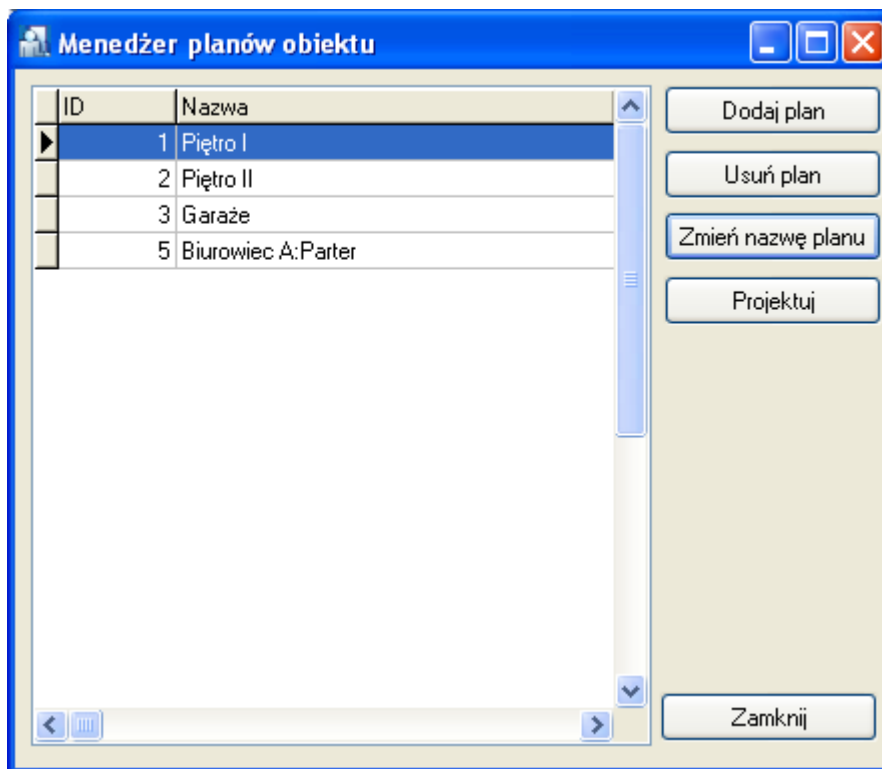 Menedżer planów obiektu
ID Nazwa
1 Piętro I
2 Piętro II
3 Garaże
5 Biurowiec A:Parter
Dodaj plan
Usuń plan
Zmień nazwę planu
Projektuj
Zamknij